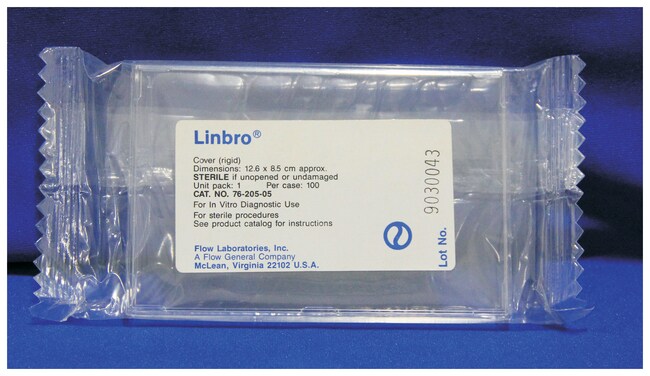 Linbro®
Cover (rigid)
Dimensions: 12.6 x 8.5 cm approx.
STERILE if unopened or undamaged
Unit pack: 1 Per case: 100
CAT. NO. 76-205-05
For In Vitro Diagnostic Use
For sterile procedures
See product catalog for instructions
Flow Laboratories, Inc.
A Flow General Company
McLean, Virginia 22102 U.S.A.
Lot No. 9030043